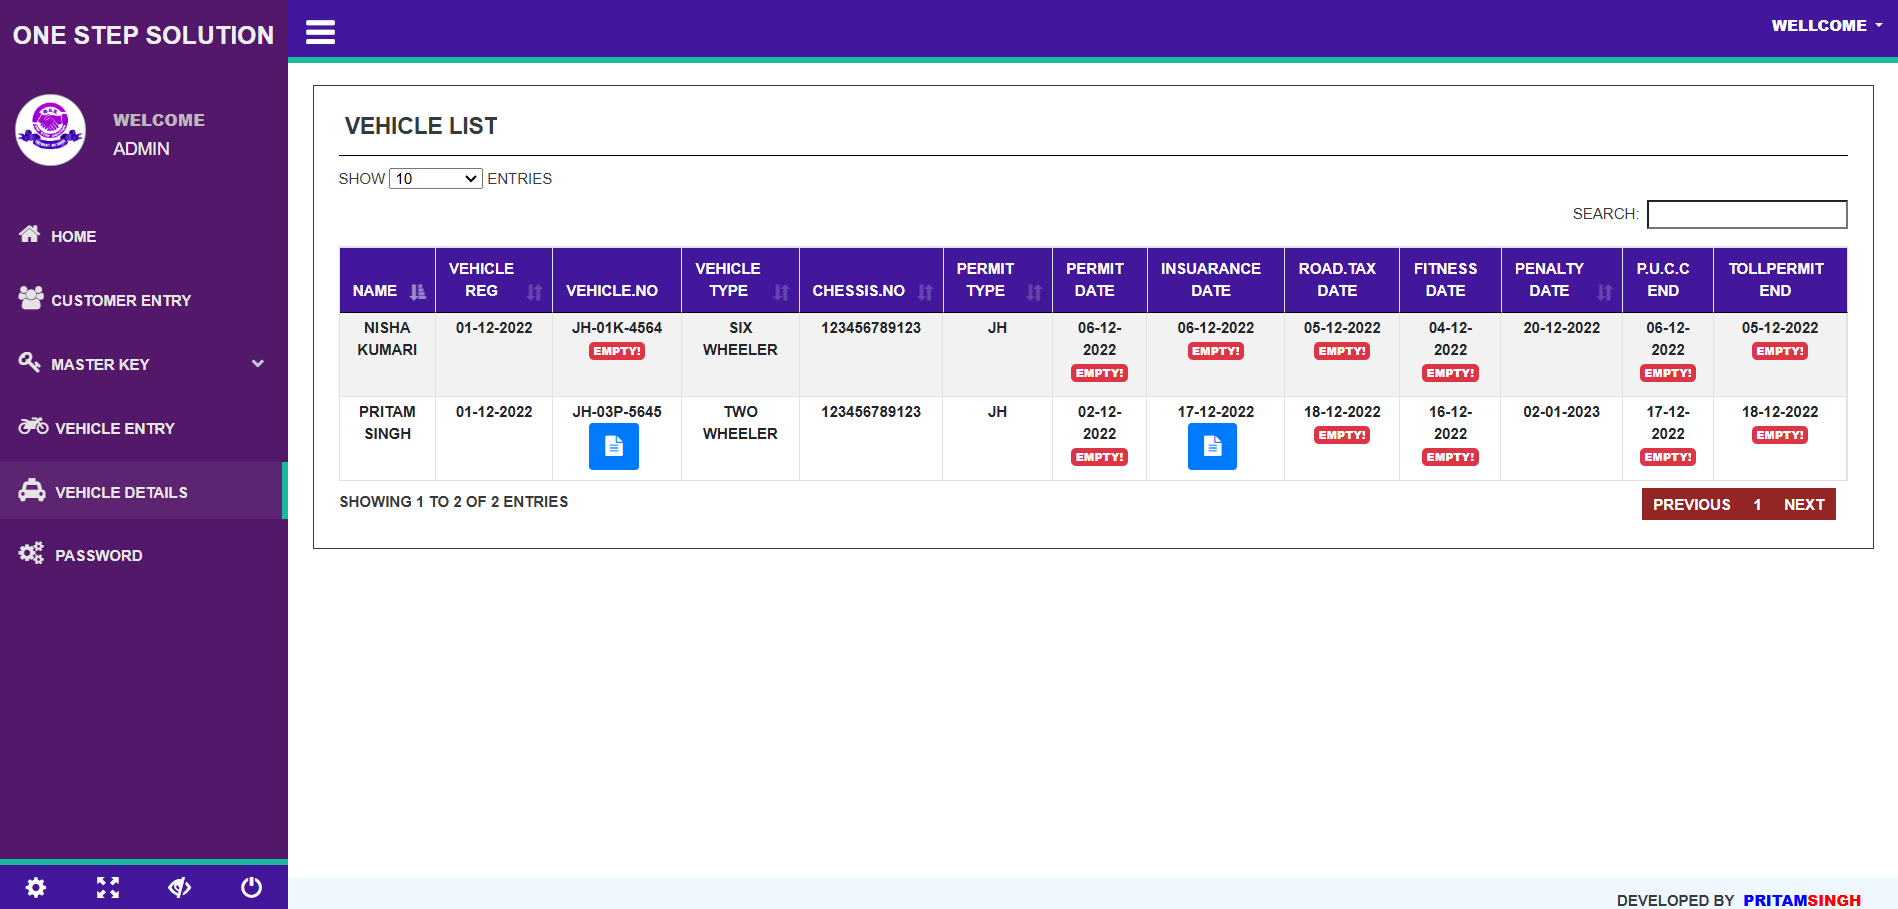 ONE STEP SOLUTION
WELLCOME
WELCOME
ADMIN
HOME
CUSTOMER ENTRY
MASTER KEY
VEHICLE ENTRY
VEHICLE DETAILS
PASSWORD
VEHICLE LIST
SHOW 10 ENTRIES
SEARCH:
NAME VEHICLE REG VEHICLE.NO VEHICLE TYPE CHESSIS.NO PERMIT TYPE PERMIT DATE INSUARANCE DATE ROAD.TAX DATE FITNESS DATE PENALTY DATE P.U.C.C END TOLLPERMIT END
NISHA KUMARI 01-12-2022 JH-01K-4564 EMPTY! SIX WHEELER 123456789123 JH 06-12-2022 EMPTY! 06-12-2022 EMPTY! 05-12-2022 EMPTY! 04-12-2022 EMPTY! 20-12-2022 06-12-2022 EMPTY! 05-12-2022 EMPTY!
PRITAM SINGH 01-12-2022 JH-03P-5645 TWO WHEELER 123456789123 JH 02-12-2022 EMPTY! 17-12-2022 18-12-2022 EMPTY! 16-12-2022 EMPTY! 02-01-2023 17-12-2022 EMPTY! 18-12-2022 EMPTY!
SHOWING 1 TO 2 OF 2 ENTRIES
PREVIOUS 1 NEXT
DEVELOPED BY PRITAMSINGH